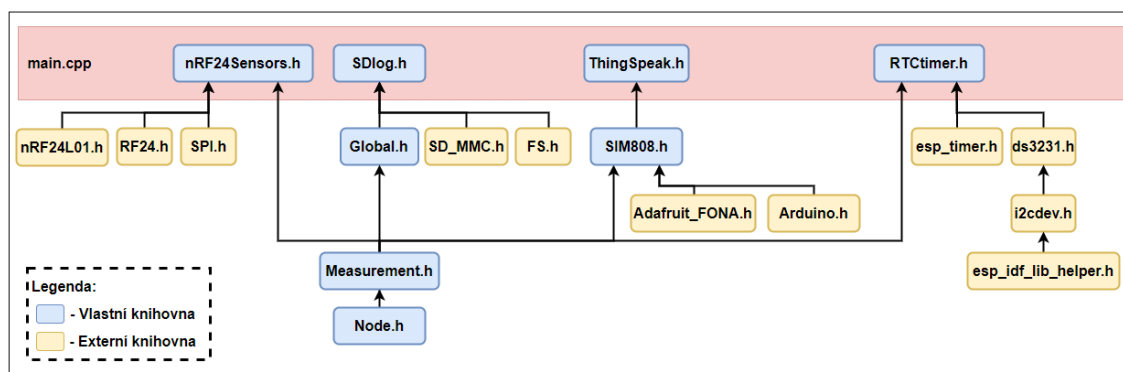 main.cpp
nRF24Sensors.h
SDlog.h
ThingSpeak.h
RTCtimer.h
nRF24L01.h
RF24.h
SPI.h
Global.h
SD_MMC.h
FS.h
SIM808.h
esp_timer.h
ds3231.h
Adafruit_FONA.h
Arduino.h
i2cdev.h
Measurement.h
esp_idf_lib_helper.h
Node.h
Legenda:
- Vlastní knihovna
- Externí knihovna